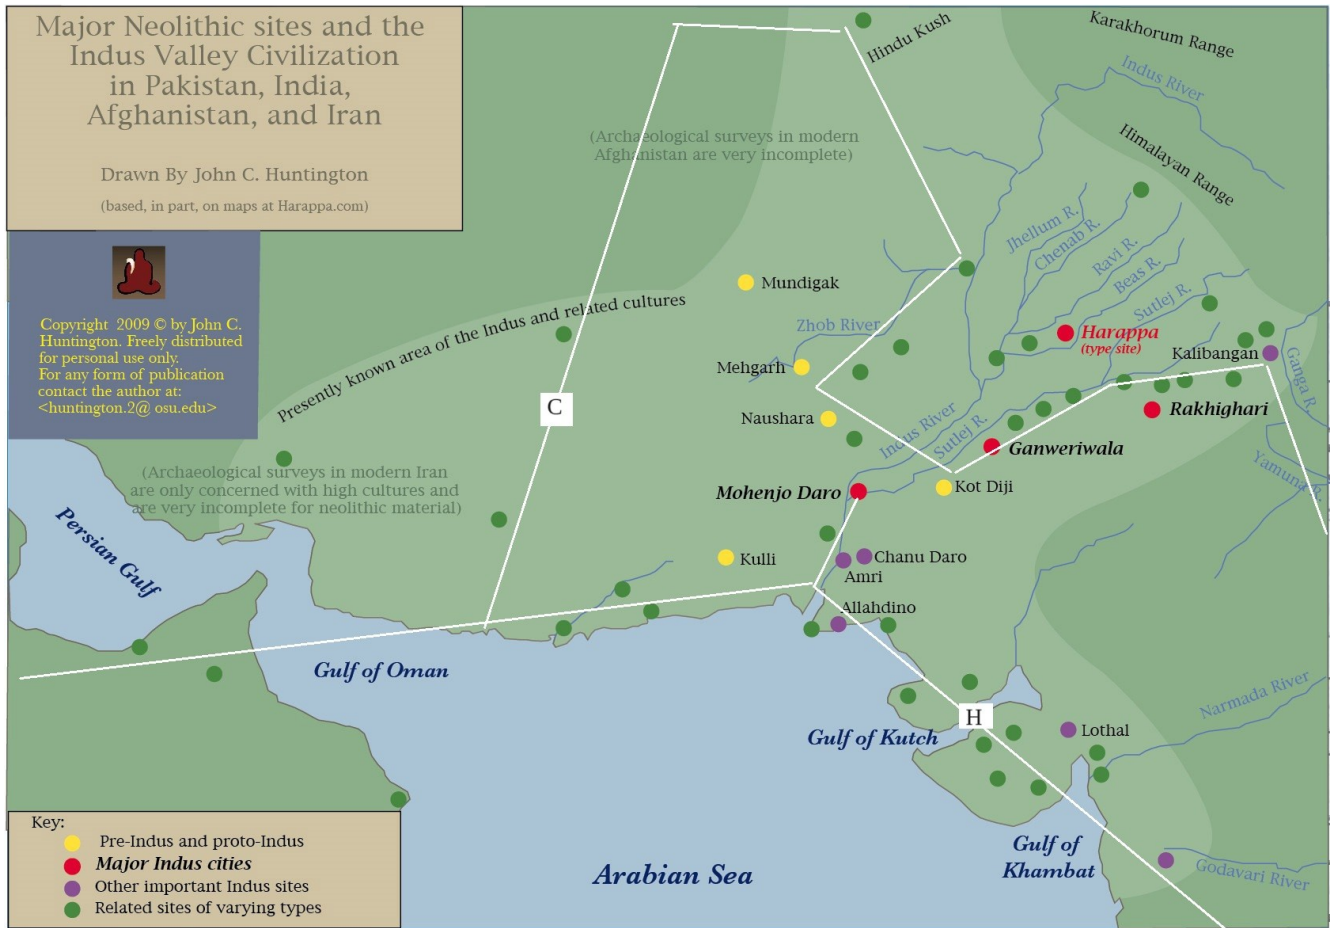 Major Neolithic sites and the
Indus Valley Civilization
in Pakistan, India,
Afghanistan, and Iran
Drawn By John C. Huntington
(based, in part, on maps at Harappa.com)
Copyright 2009 © by John C.
Huntington. Freely distributed
for personal use only.
For any form of publication
contact the author at:
<huntington.2@ osu.edu>
Hindu Kush
Karakhorum Range
Indus River
Himalayan Range
(Archaeological surveys in modern
Afghanistan are very incomplete)
Jhellum R.
Chenab R.
Ravi R.
Beas R.
Sutlej R.
Mundigak
Presently known area of the Indus and related cultures
Zhob River
Harappa
(type site)
Kalibangan
Ganga R.
Mehgarh
C
Naushara
Rakhighari
Indus River
Sutlej R.
Ganweriwala
Yamuna R.
(Archaeological surveys in modern Iran
are only concerned with high cultures and
are very incomplete for neolithic material)
Mohenjo Daro
Kot Diji
Persian Gulf
Kulli
Chanu Daro
Amri
Allahdino
Gulf of Oman
Narmada River
H
Gulf of Kutch
Lothal
Gulf of
Khambat
Godavari River
Arabian Sea
Key:
Pre-Indus and proto-Indus
Major Indus cities
Other important Indus sites
Related sites of varying types